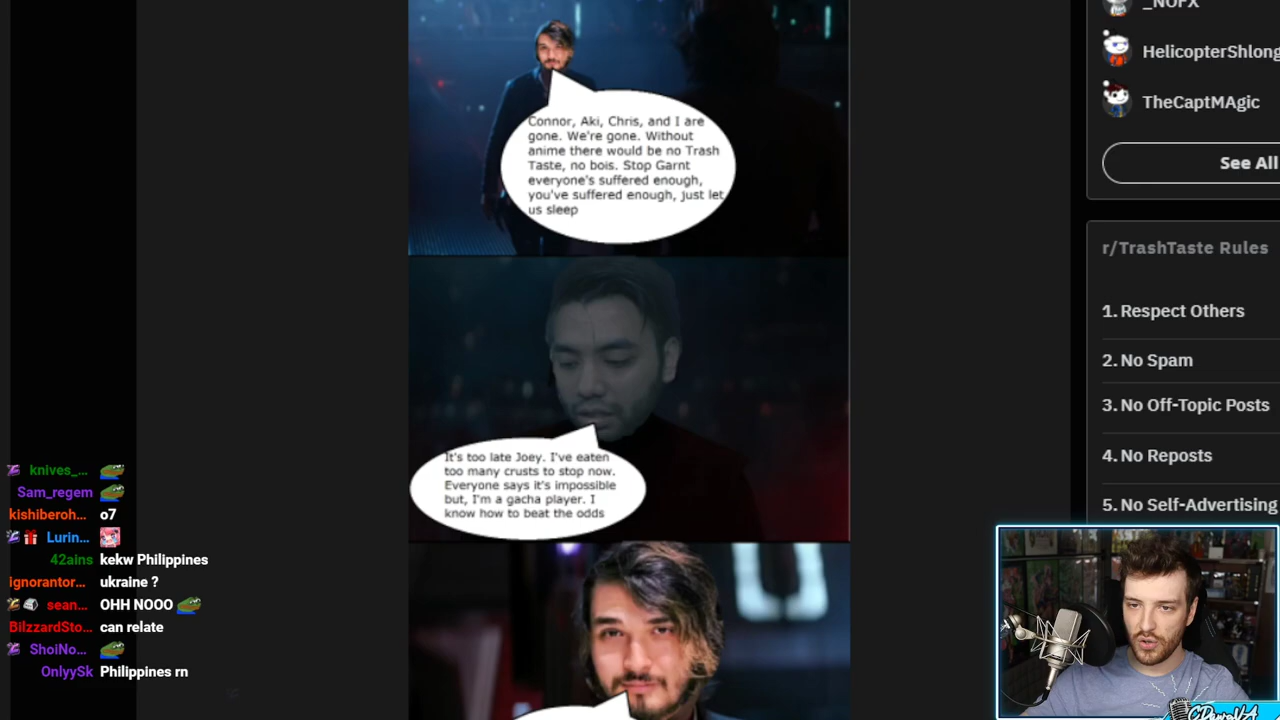 Connor, Aki, Chris, and I are
gone. We're gone. Without
anime there would be no Trash
Taste, no bois. Stop Garnt
everyone's suffered enough,
you've suffered enough, just let
us sleep
It's too late Joey. I've eaten
too many crusts to stop now.
Everyone says it's impossible
but, I'm a gacha player. I
know how to beat the odds
_NOFX
HelicopterShlong
TheCaptMAgic
See All
r/TrashTaste Rules
1. Respect Others
2. No Spam
3. No Off-Topic Posts
4. No Reposts
5. No Self-Advertising
knives_...
Sam_regem
kishiberoh... o7
Lurin...
42ains kekw Philippines
ignorantor... ukraine ?
sean... OHH NOOO
BilzzardSto... can relate
ShoiNo...
OnlyySk Philippines rn
CDawgVA